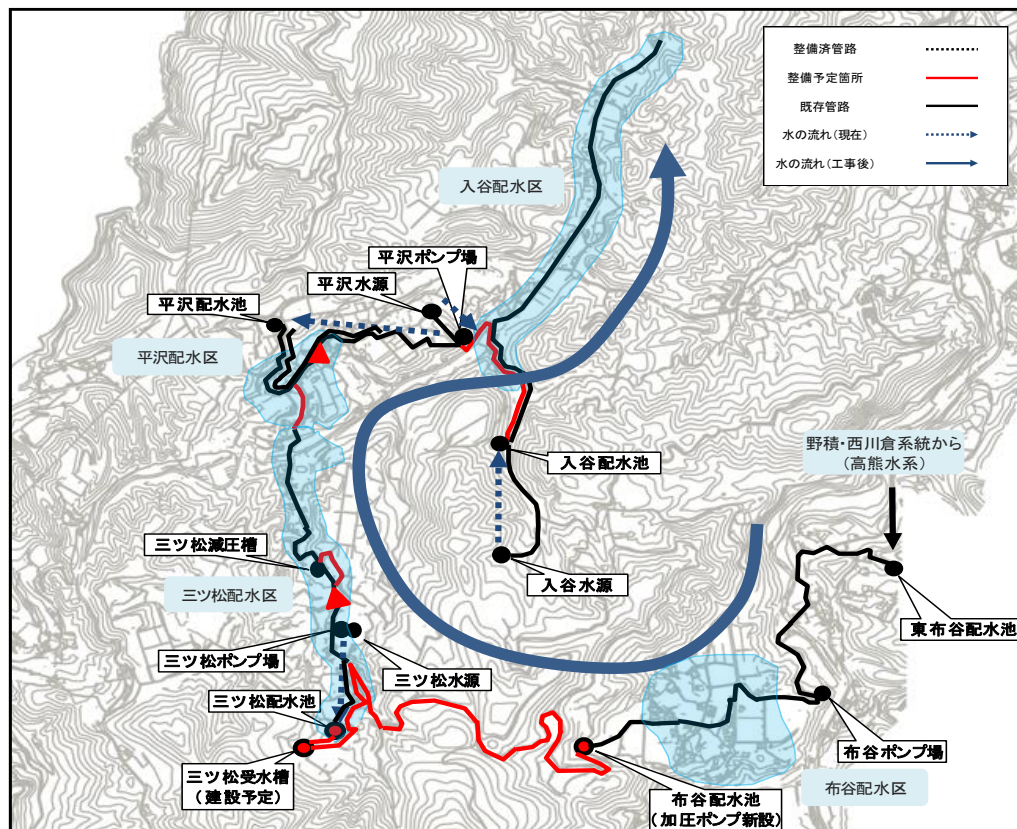 整備済管路
整備予定箇所
既存管路
水の流れ(現在)
水の流れ(工事後)
入谷配水区
平沢ポンプ場
平沢水源
平沢配水池
平沢配水区
入谷配水池
野積・西川倉系統から
(高熊水系)
三ツ松減圧槽
入谷水源
三ツ松配水区
東布谷配水池
三ツ松ポンプ場
三ツ松水源
三ツ松配水池
布谷ポンプ場
三ツ松受水槽
(建設予定)
布谷配水池
(加圧ポンプ新設)
布谷配水区